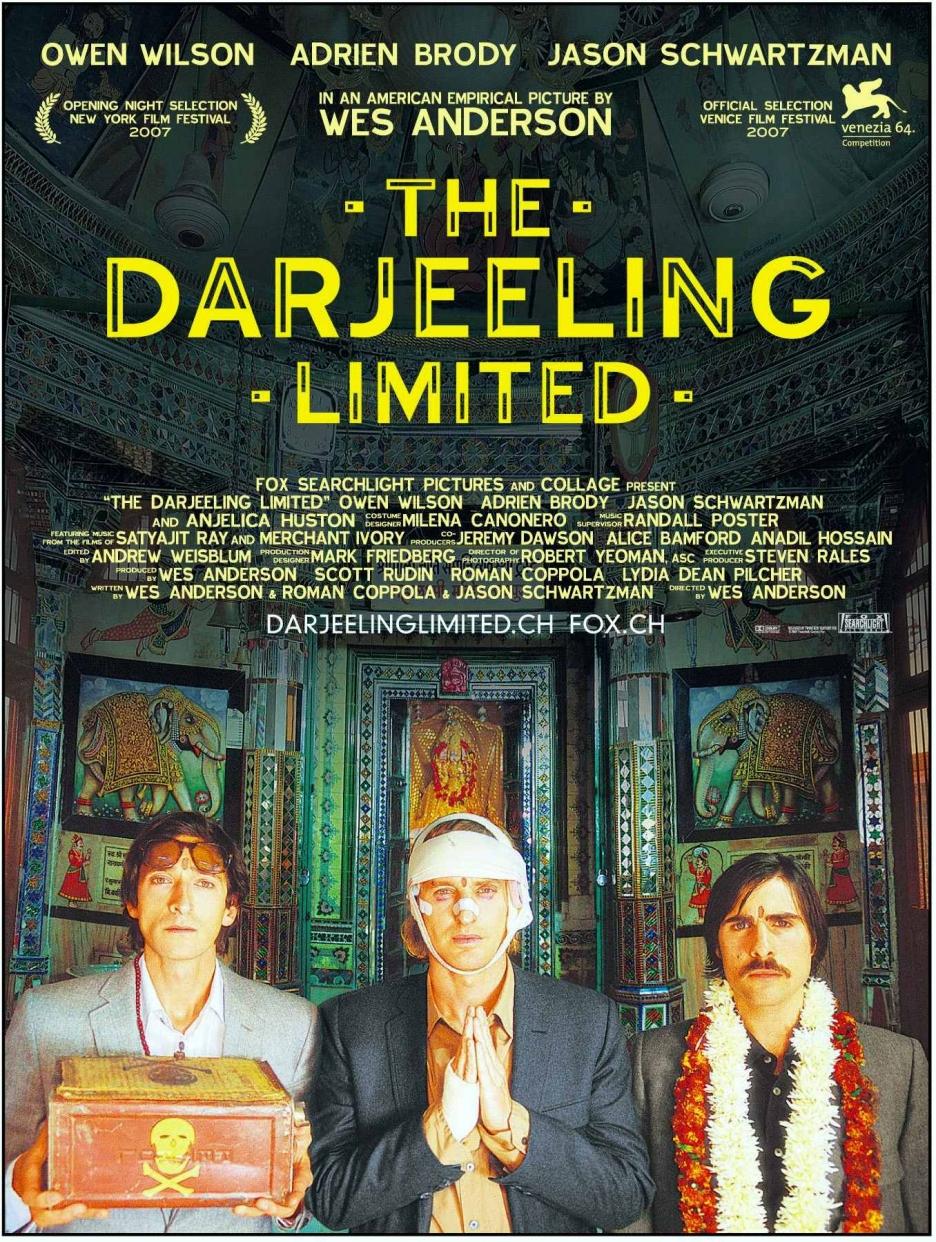 OWEN WILSON ADRIEN BRODY JASON SCHWARTZMAN
OPENING NIGHT SELECTION
NEW YORK FILM FESTIVAL
2007
IN AN AMERICAN EMPIRICAL PICTURE BY
WES ANDERSON
OFFICIAL SELECTION
VENICE FILM FESTIVAL
2007
venezia 64.
Competition
· THE ·
DARJEELING
· LIMITED ·
FOX SEARCHLIGHT PICTURES AND COLLAGE PRESENT
“THE DARJEELING LIMITED” OWEN WILSON ADRIEN BRODY JASON SCHWARTZMAN
AND ANJELICA HUSTON COSTUME DESIGNER MILENA CANONERO MUSIC SUPERVISOR RANDALL POSTER
FEATURING MUSIC FROM THE FILMS OF SATYAJIT RAY AND MERCHANT IVORY CO-PRODUCERS JEREMY DAWSON ALICE BAMFORD ANADIL HOSSAIN
EDITED BY ANDREW WEISBLUM PRODUCTION DESIGNER MARK FRIEDBERG DIRECTOR OF PHOTOGRAPHY ROBERT YEOMAN, ASC EXECUTIVE PRODUCER STEVEN RALES
PRODUCED BY WES ANDERSON SCOTT RUDIN ROMAN COPPOLA LYDIA DEAN PILCHER
WRITTEN BY WES ANDERSON & ROMAN COPPOLA & JASON SCHWARTZMAN DIRECTED BY WES ANDERSON
DARJEELINGLIMITED.CH FOX.CH
SEARCHLIGHT